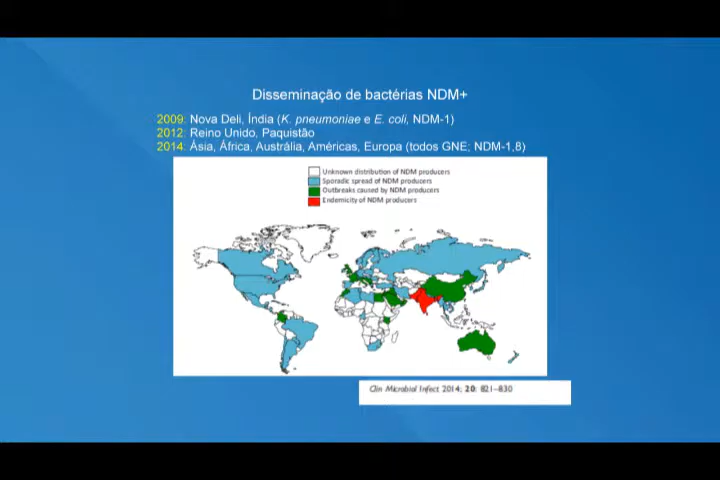 Disseminação de bactérias NDM+
2009: Nova Deli, Índia (K. pneumoniae e E. coli, NDM-1)
2012: Reino Unido, Paquistão
2014: Ásia, África, Austrália, Américas, Europa (todos GNE; NDM-1,8)
Unknown distribution of NDM producers
Sporadic spread of NDM producers
Outbreaks caused by NDM producers
Endemicity of NDM producers
Clin Microbial Infect 2014; 20: 821–830